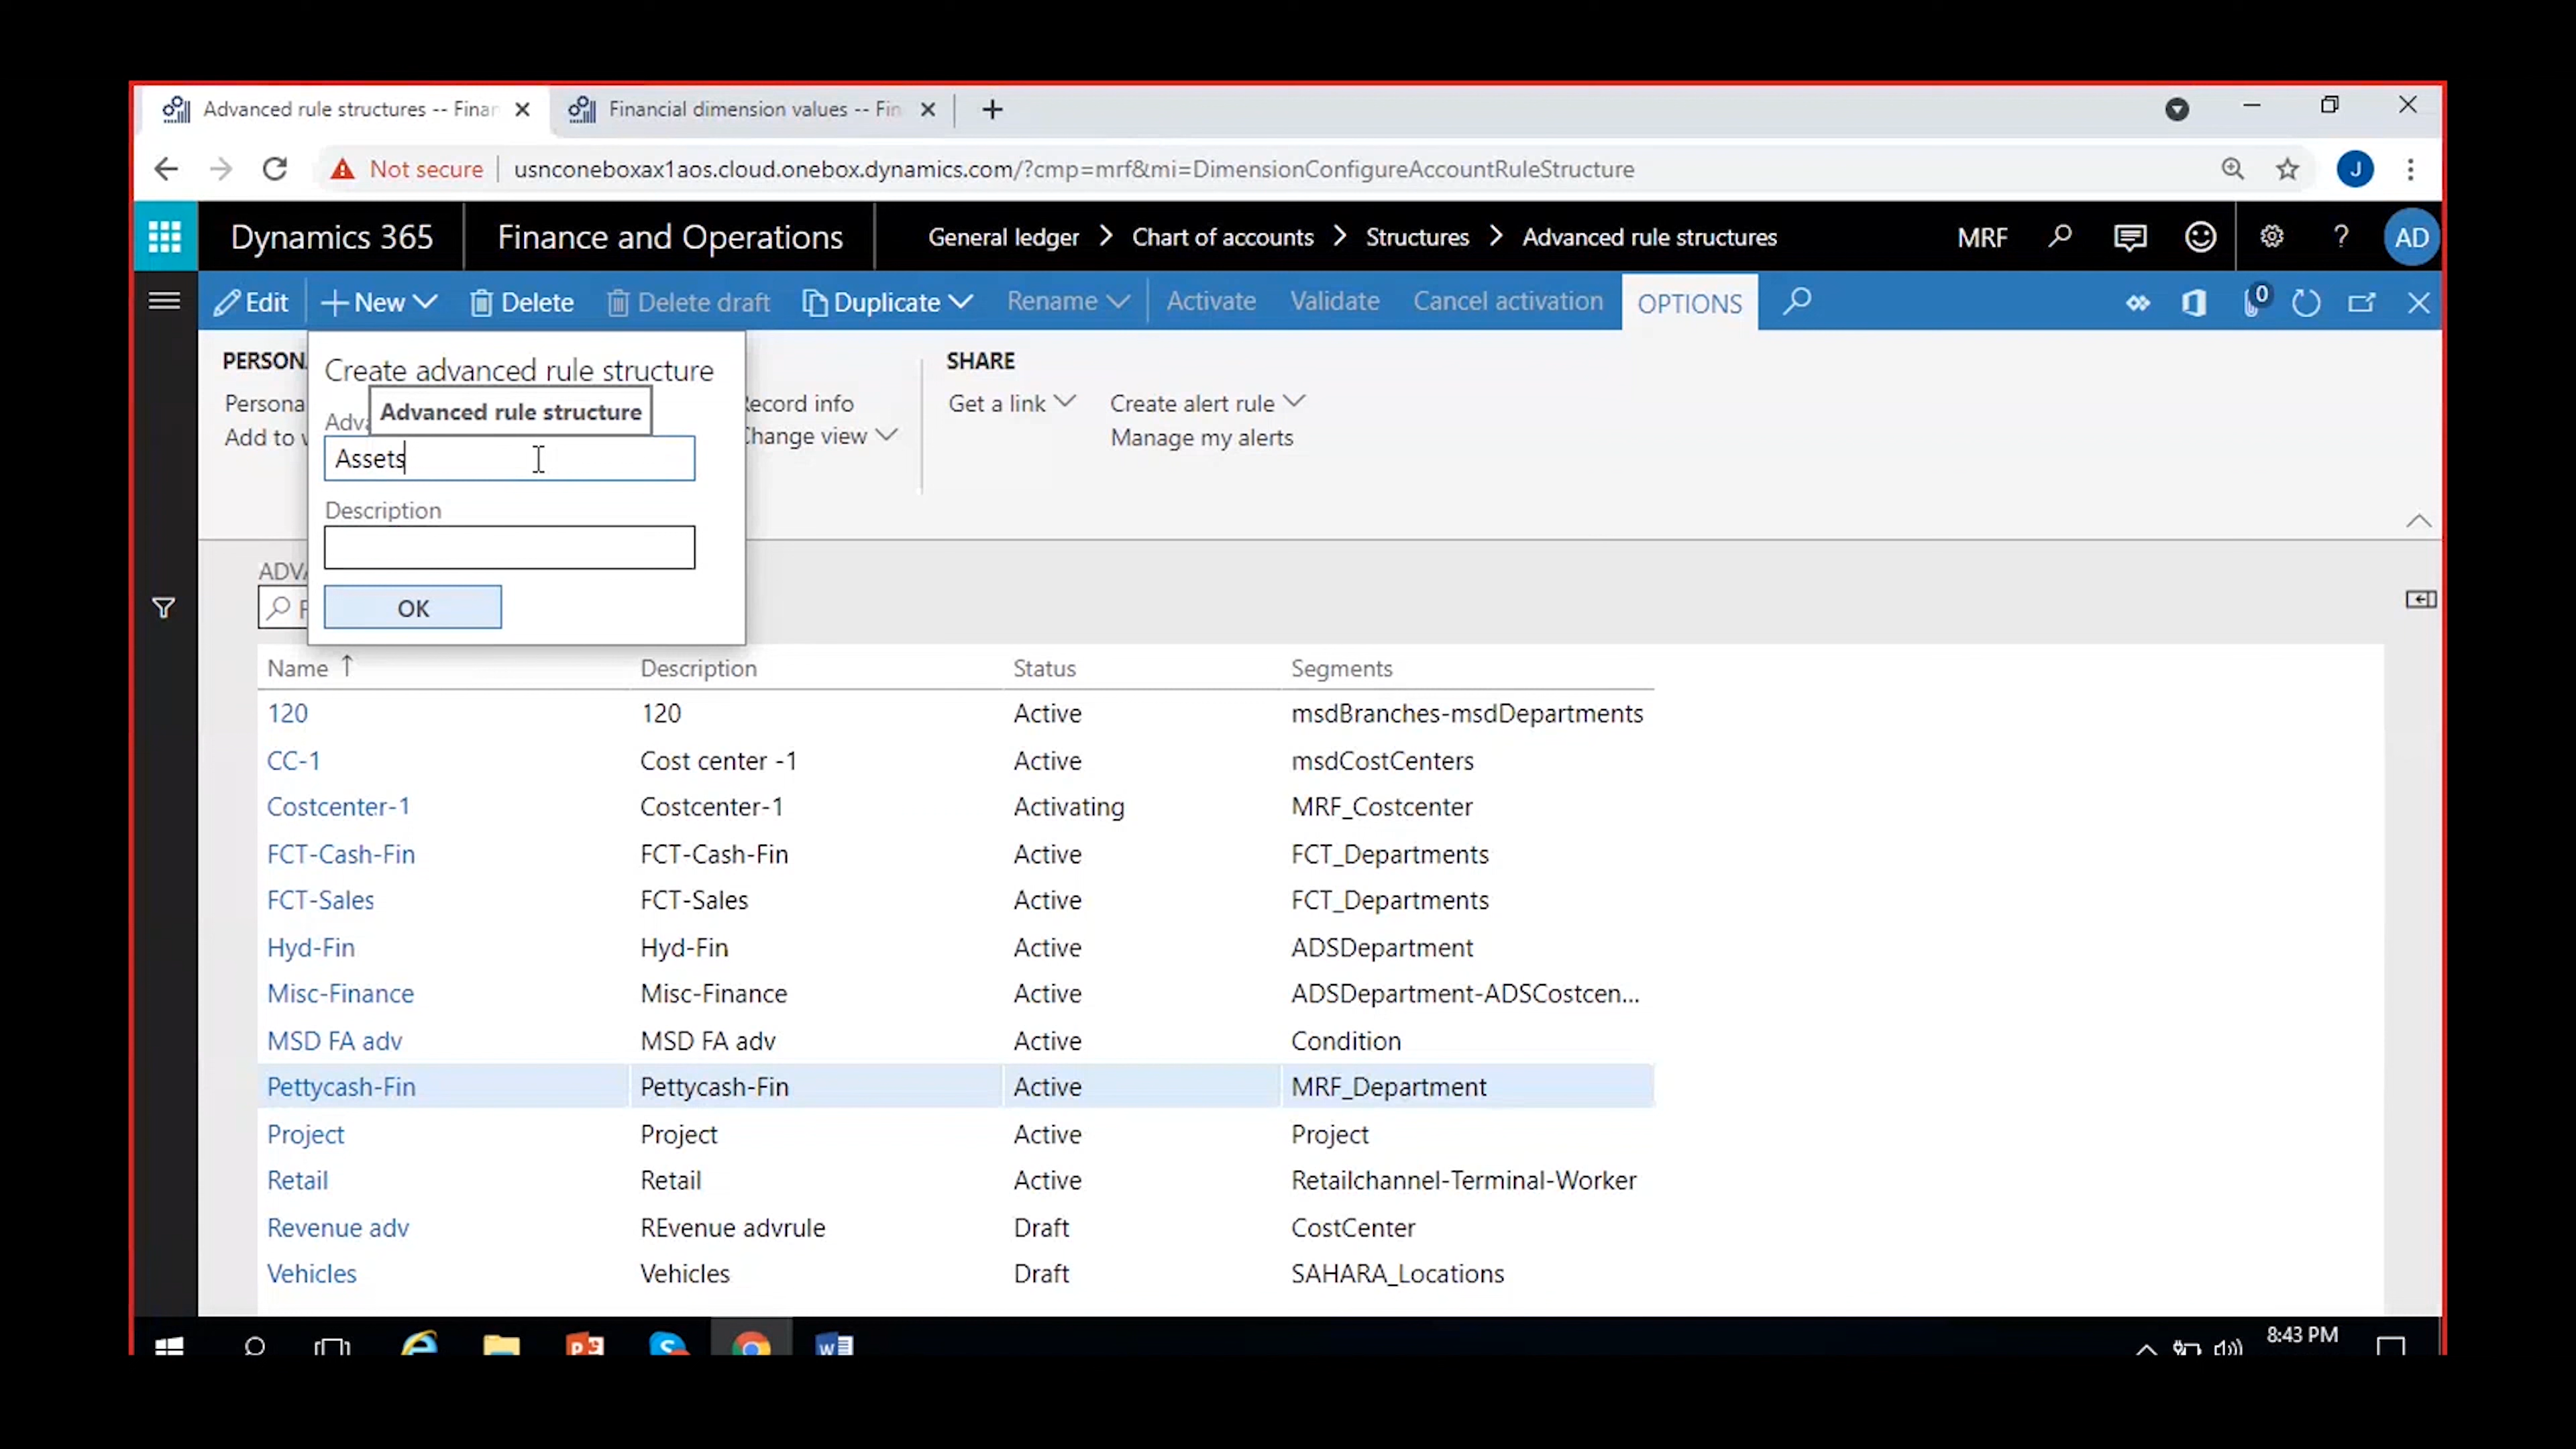 Advanced rule structures -- Finan
Financial dimension values -- Fin
Not secure
usnconeboxax1aos.cloud.onebox.dynamics.com/?cmp=mrf&mi=DimensionConfigureAccountRuleStructure
J
Dynamics 365
Finance and Operations
General ledger > Chart of accounts > Structures > Advanced rule structures
MRF
?
AD
Edit
New
Delete
Delete draft
Duplicate
Rename
Activate
Validate
Cancel activation
OPTIONS
0
PERSON
Persona
Add to
Create advanced rule structure
Adva
Advanced rule structure
Assets
Description
OK
Record info
Change view
SHARE
Get a link
Create alert rule
Manage my alerts
ADVA
Name Description Status Segments
120 120 Active msdBranches-msdDepartments
CC-1 Cost center -1 Active msdCostCenters
Costcenter-1 Costcenter-1 Activating MRF_Costcenter
FCT-Cash-Fin FCT-Cash-Fin Active FCT_Departments
FCT-Sales FCT-Sales Active FCT_Departments
Hyd-Fin Hyd-Fin Active ADSDepartment
Misc-Finance Misc-Finance Active ADSDepartment-ADSCostcen...
MSD FA adv MSD FA adv Active Condition
Pettycash-Fin Pettycash-Fin Active MRF_Department
Project Project Active Project
Retail Retail Active Retailchannel-Terminal-Worker
Revenue adv REvenue advrule Draft CostCenter
Vehicles Vehicles Draft SAHARA_Locations
8:43 PM